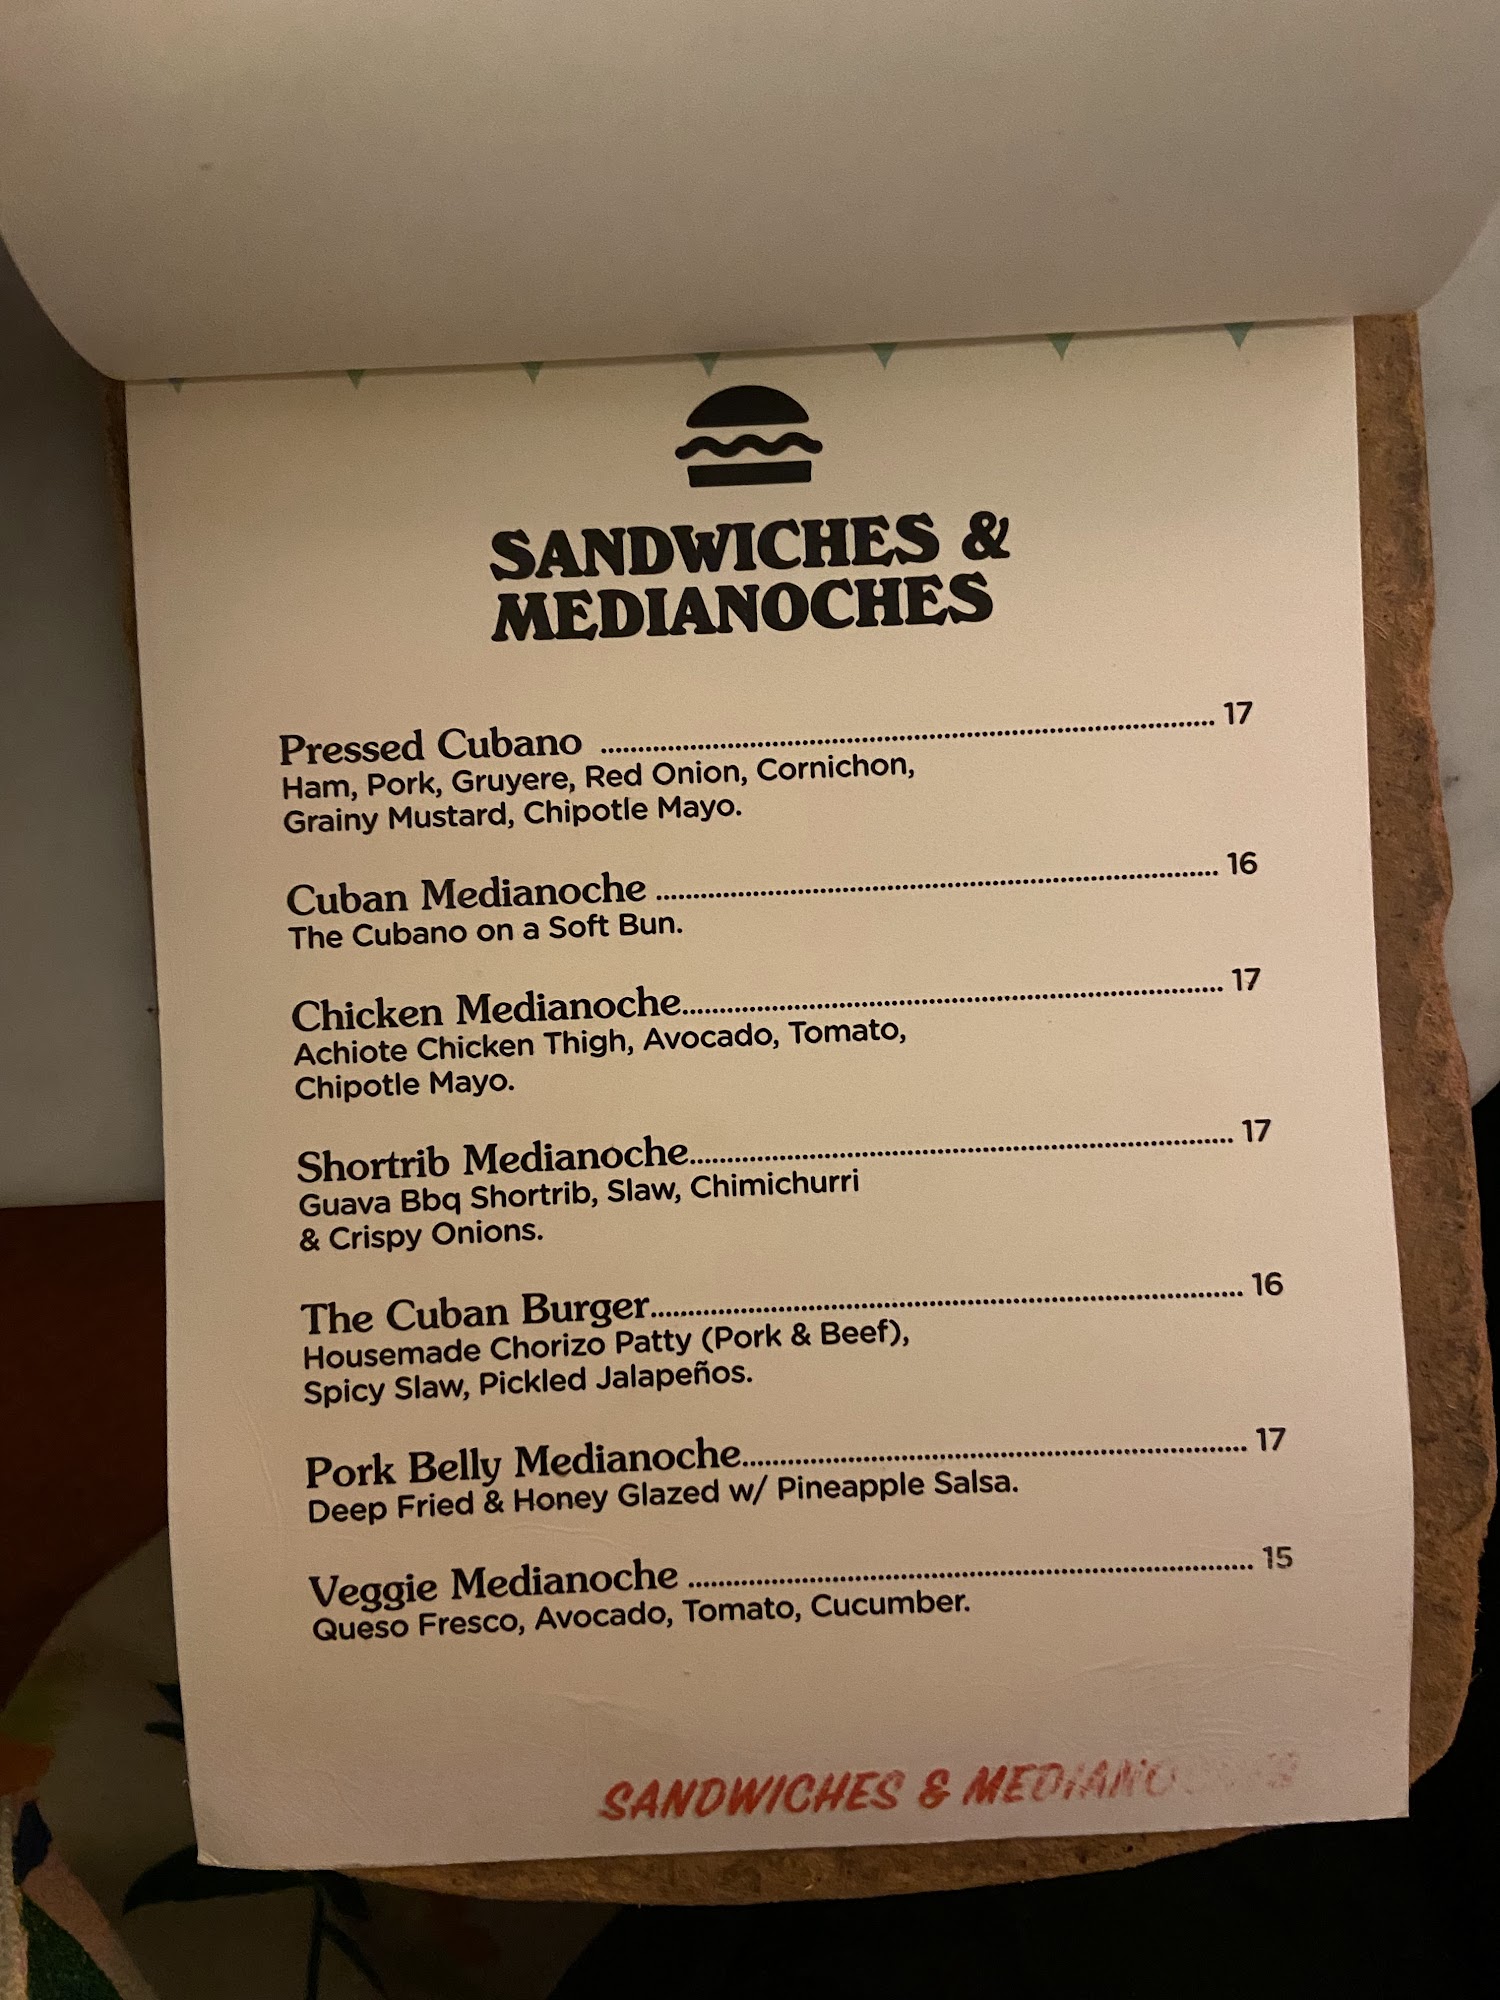 SANDWICHES &
MEDIANOCHES
Pressed Cubano ........ 17
Ham, Pork, Gruyere, Red Onion, Cornichon,
Grainy Mustard, Chipotle Mayo.
Cuban Medianoche ........ 16
The Cubano on a Soft Bun.
Chicken Medianoche ........ 17
Achiote Chicken Thigh, Avocado, Tomato,
Chipotle Mayo.
Shortrib Medianoche ........ 17
Guava Bbq Shortrib, Slaw, Chimichurri
& Crispy Onions.
The Cuban Burger ........ 16
Housemade Chorizo Patty (Pork & Beef),
Spicy Slaw, Pickled Jalapeños.
Pork Belly Medianoche ........ 17
Deep Fried & Honey Glazed w/ Pineapple Salsa.
Veggie Medianoche ........ 15
Queso Fresco, Avocado, Tomato, Cucumber.
SANDWICHES & MEDIANOCHES